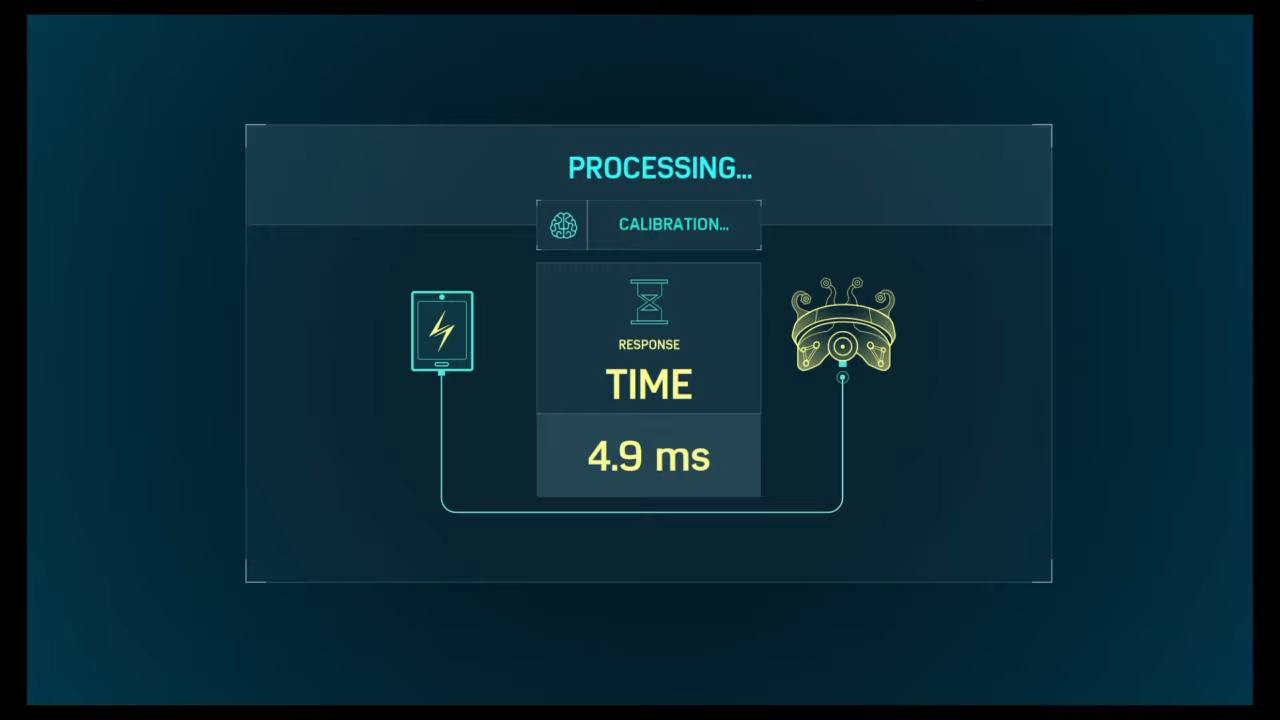 PROCESSING...
CALIBRATION...
RESPONSE
TIME
4.9 ms